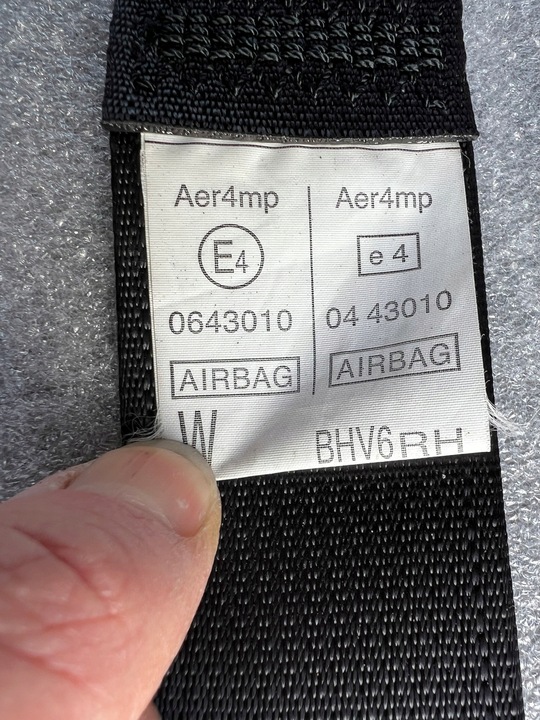 Aer4mp
E4
0643010
AIRBAG
Aer4mp
e 4
04 43010
AIRBAG
W BHV6RH